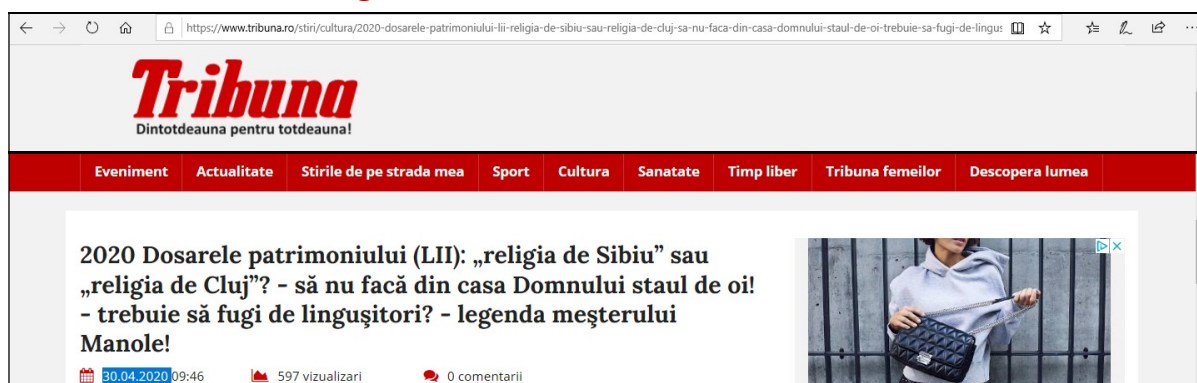 https://www.tribuna.ro/stiri/cultura/2020-dosarele-patrimoniului-lii-religia-de-sibiu-sau-religia-de-cluj-sa-nu-faca-din-casa-domnului-staul-de-oi-trebuie-sa-fugi-de-lingus
Tribuna
Dintotdeauna pentru totdeauna!
Eveniment Actualitate Stirile de pe strada mea Sport Cultura Sanatate Timp liber Tribuna femeilor Descopera lumea
2020 Dosarele patrimoniului (LII): „religia de Sibiu” sau
„religia de Cluj”? - să nu facă din casa Domnului staul de oi!
- trebuie să fugi de linguşitori? - legenda meşterului
Manole!
30.04.2020 09:46 597 vizualizari 0 comentarii